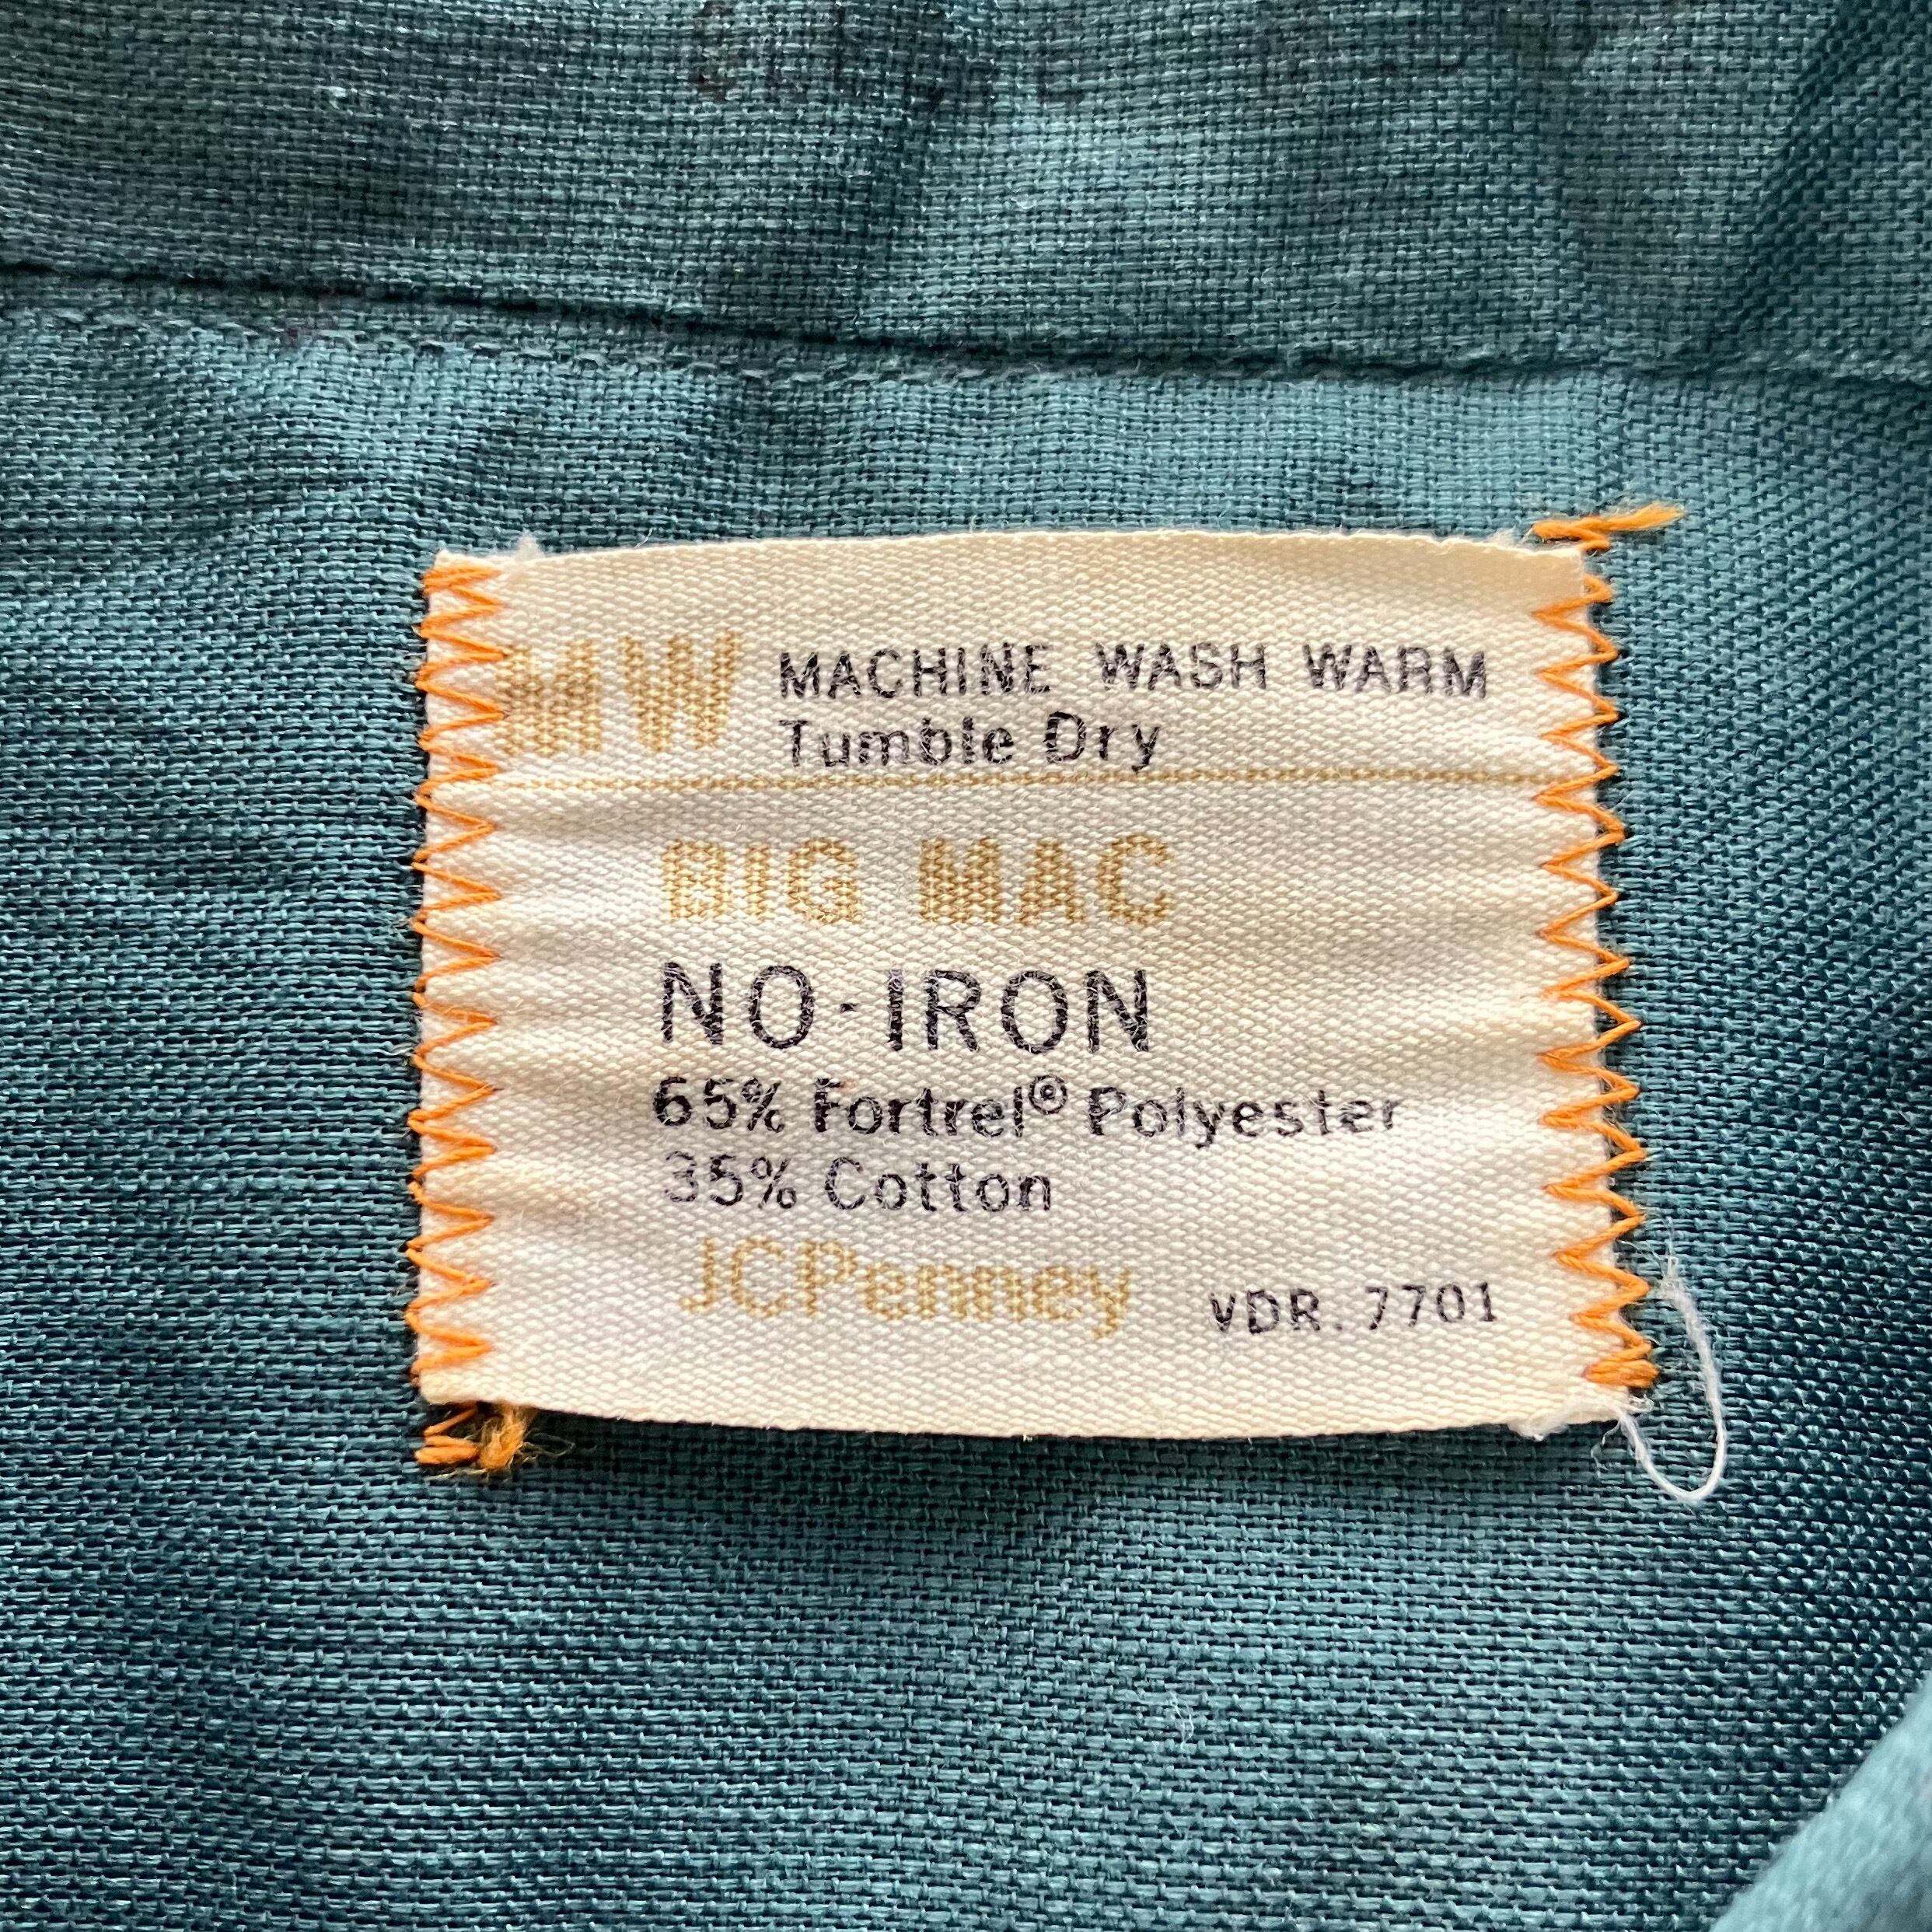 MW MACHINE WASH WARM
Tumble Dry
BIG MAC
NO-IRON
65% Fortrel® Polyester
35% Cotton
JCPenney VDR. 7701